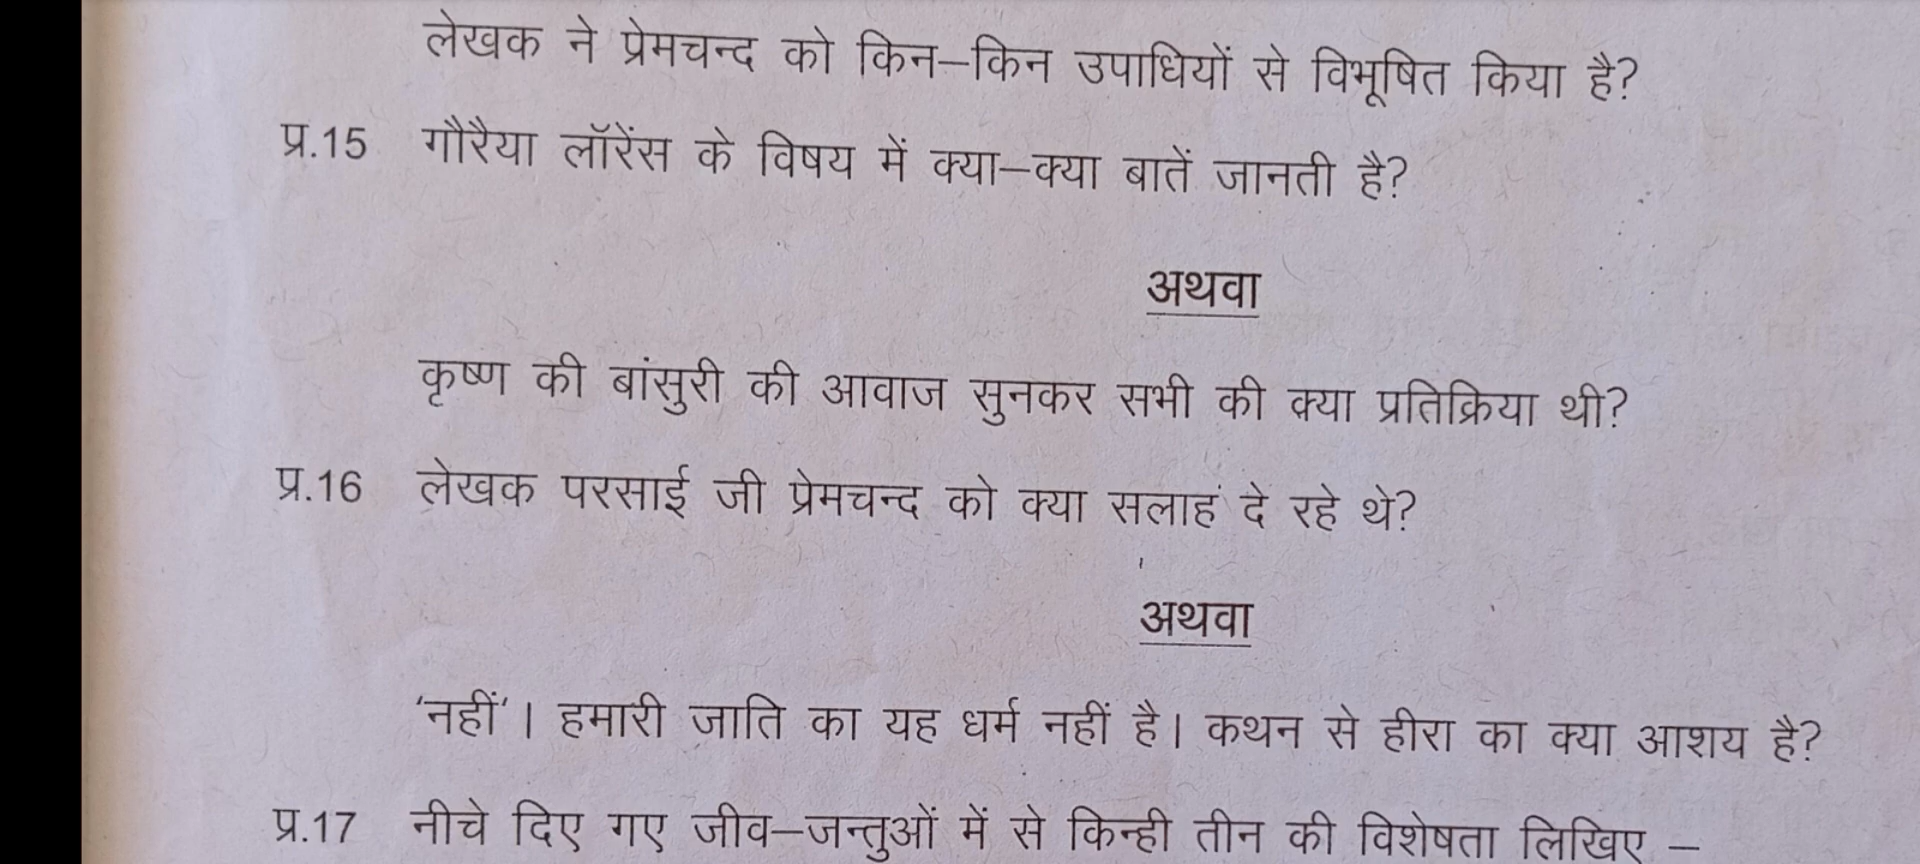 लेखक ने प्रेमचन्द को किन–किन उपाधियों से विभूषित किया है?
प्र.15 गौरैया लॉरेंस के विषय में क्या–क्या बातें जानती है?
अथवा
कृष्ण की बांसुरी की आवाज सुनकर सभी की क्या प्रतिक्रिया थी?
प्र.16 लेखक परसाई जी प्रेमचन्द को क्या सलाह दे रहे थे?
अथवा
‘नहीं’। हमारी जाति का यह धर्म नहीं है। कथन से हीरा का क्या आशय है?
प्र.17 नीचे दिए गए जीव–जन्तुओं में से किन्ही तीन की विशेषता लिखिए –